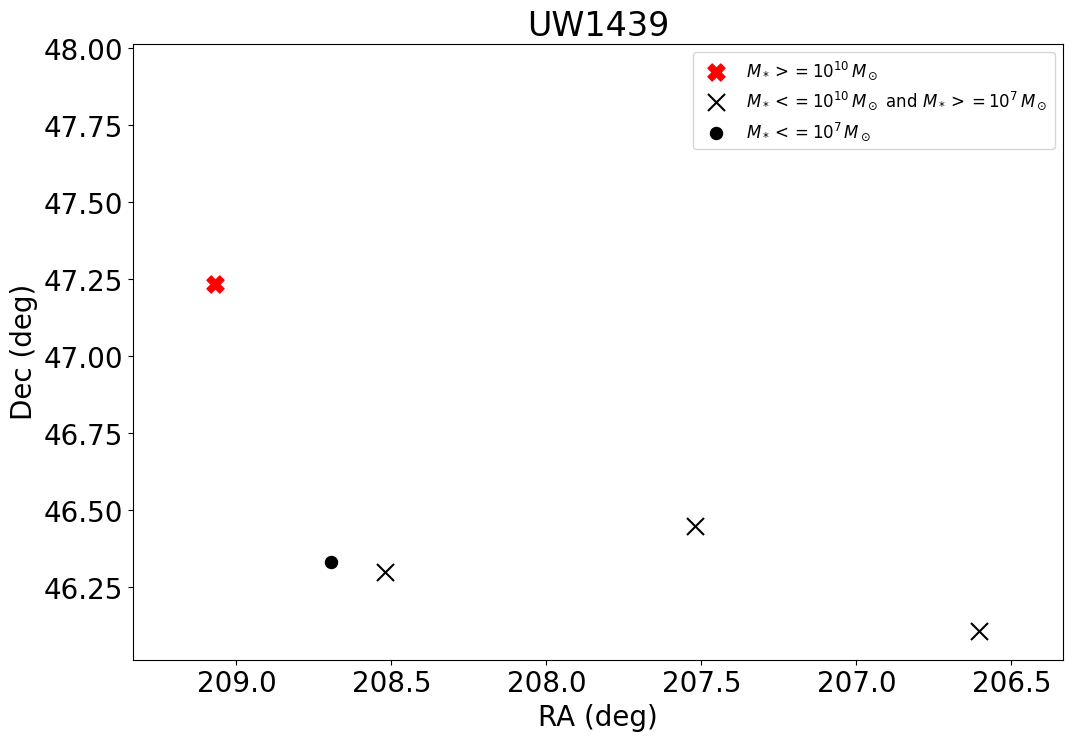 UW1439
48.00
47.75
47.50
47.25
47.00
46.75
46.50
46.25
Dec (deg)
M* >= 10^10 M⊙
M* <= 10^10 M⊙ and M* >= 10^7 M⊙
M* <= 10^7 M⊙
209.0 208.5 208.0 207.5 207.0 206.5
RA (deg)